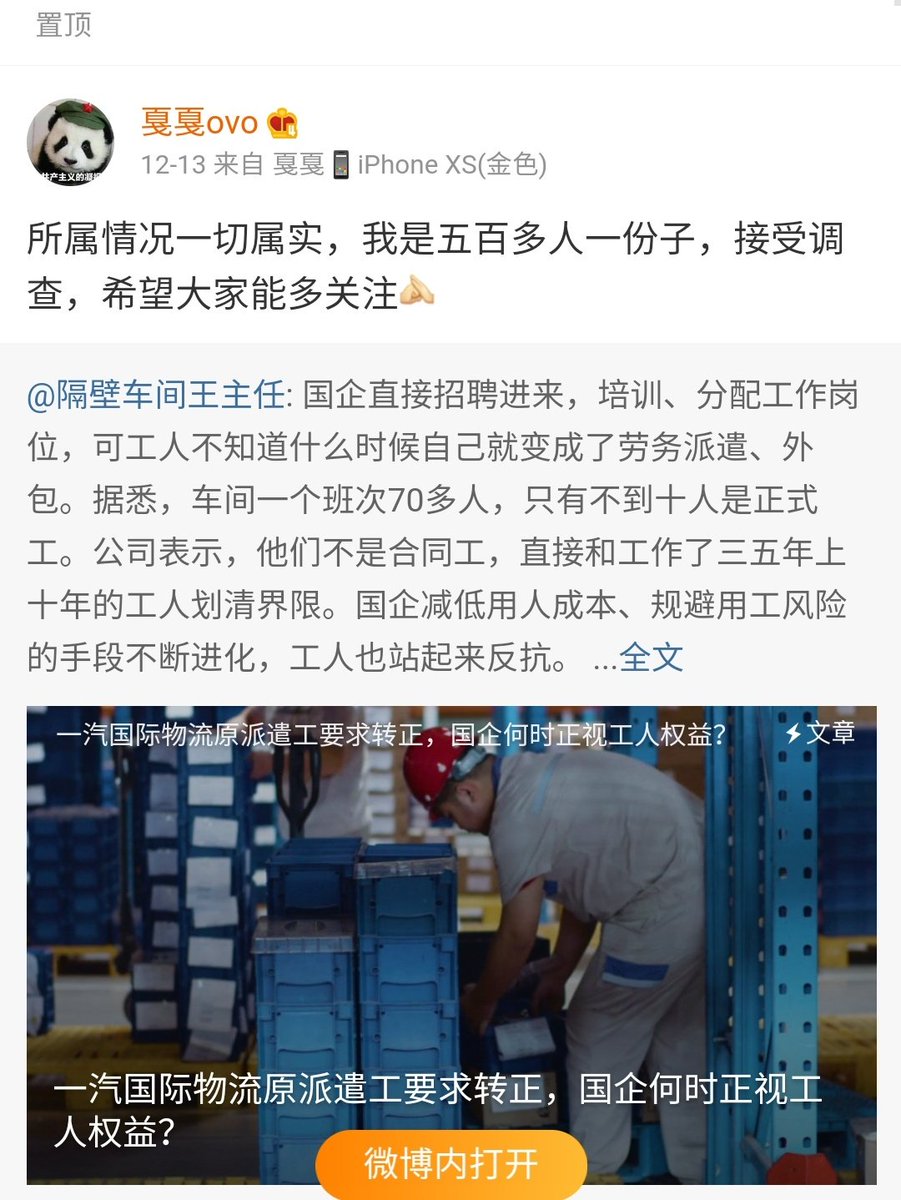 置顶
戛戛ovo
12-13 来自 戛戛📱iPhone XS(金色)
所属情况一切属实，我是五百多人一份子，接受调
查，希望大家能多关注🙏🏻
@隔壁车间王主任: 国企直接招聘进来，培训、分配工作岗
位，可工人不知道什么时候自己就变成了劳务派遣、外
包。据悉，车间一个班次70多人，只有不到十人是正式
工。公司表示，他们不是合同工，直接和工作了三五年上
十年的工人划清界限。国企减低用人成本、规避用工风险
的手段不断进化，工人也站起来反抗。 ...全文
一汽国际物流原派遣工要求转正，国企何时正视工人权益？
文章
一汽国际物流原派遣工要求转正，国企何时正视工
人权益？
微博内打开